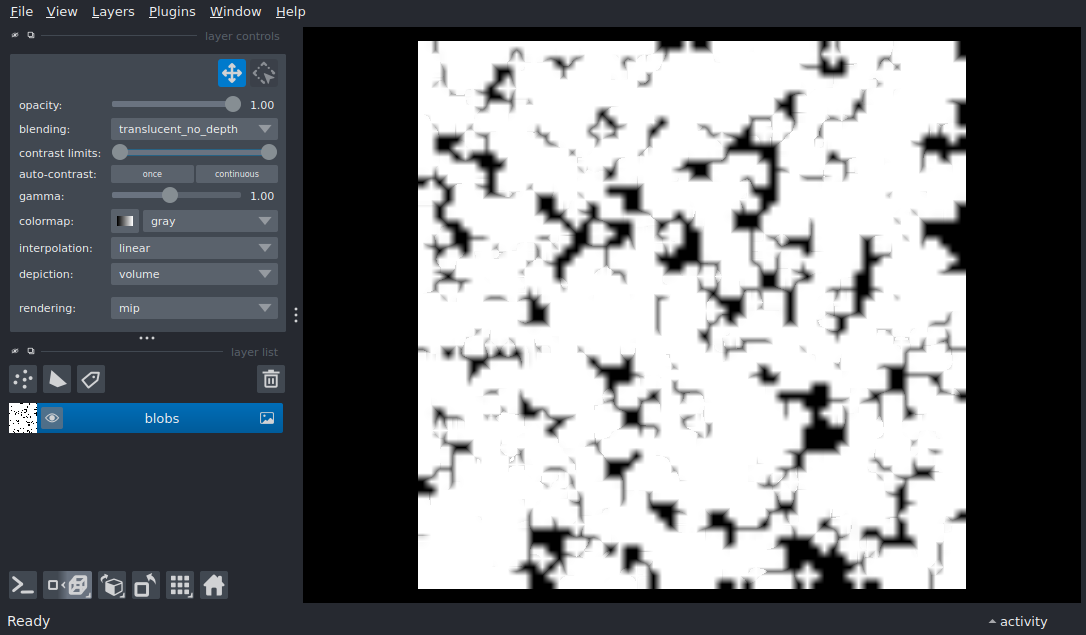 File View Layers Plugins Window Help
layer controls
opacity: 1.00
blending: translucent_no_depth
contrast limits:
auto-contrast: once continuous
gamma: 1.00
colormap: gray
interpolation: linear
depiction: volume
rendering: mip
layer list
blobs
Ready activity